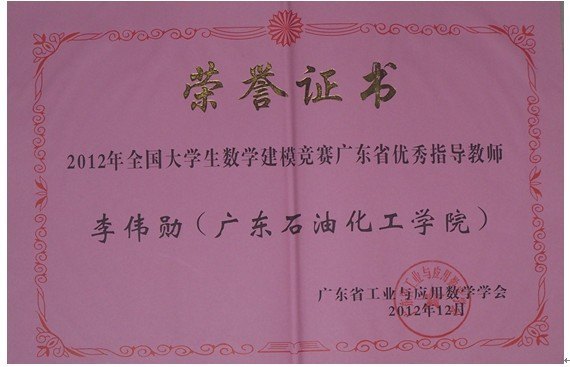 荣誉证书
2012年全国大学生数学建模竞赛广东省优秀指导教师
李伟勋（广东石油化工学院）
广东省工业与应用数学学会
2012年12月